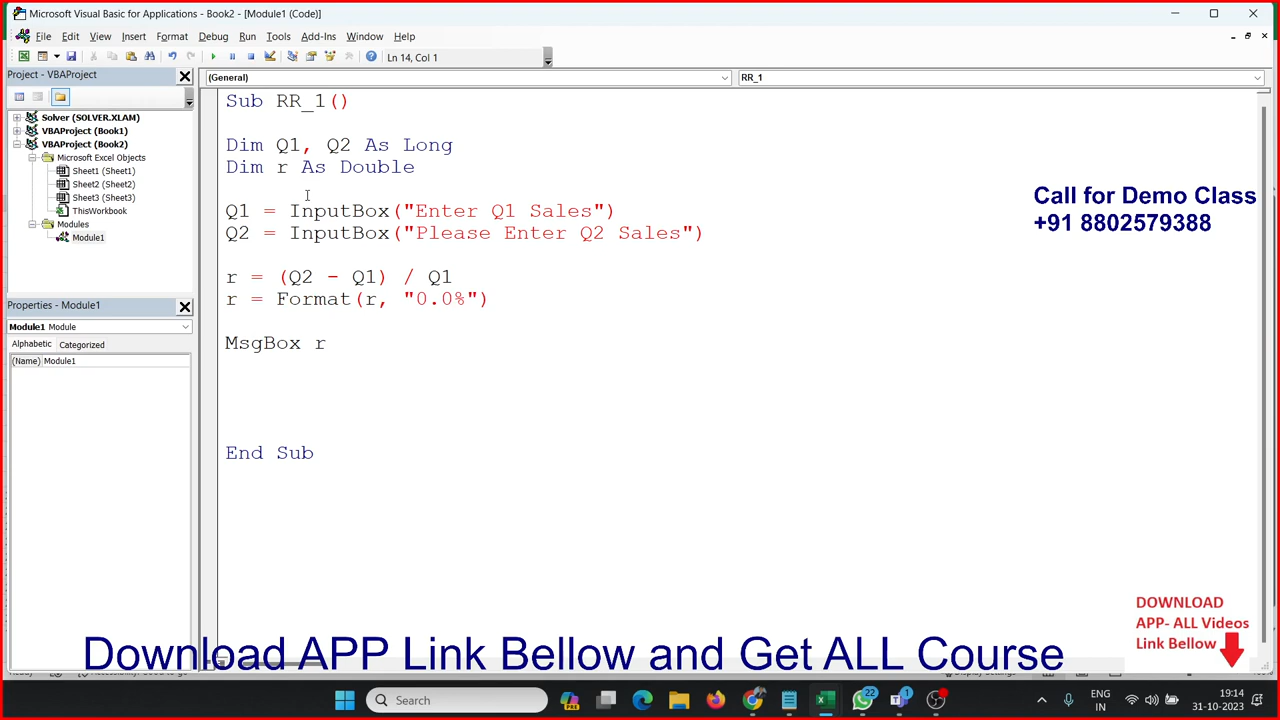 Microsoft Visual Basic for Applications - Book2 - [Module1 (Code)]
File Edit View Insert Format Debug Run Tools Add-Ins Window Help
Ln 14, Col 1
Project - VBAProject
(General)
RR_1
Solver (SOLVER.XLAM)
VBAProject (Book1)
VBAProject (Book2)
Microsoft Excel Objects
Sheet1 (Sheet1)
Sheet2 (Sheet2)
Sheet3 (Sheet3)
ThisWorkbook
Modules
Module1
Properties - Module1
Module1 Module
Alphabetic Categorized
(Name) Module1
Sub RR_1()
Dim Q1, Q2 As Long
Dim r As Double
Q1 = InputBox("Enter Q1 Sales")
Q2 = InputBox("Please Enter Q2 Sales")
r = (Q2 - Q1) / Q1
r = Format(r, "0.0%")
MsgBox r
End Sub
Call for Demo Class
+91 8802579388
DOWNLOAD
APP- ALL Videos
Link Bellow
Download APP Link Bellow and Get ALL Course
Search
PRE
22
1
ENG
IN
19:14
31-10-2023